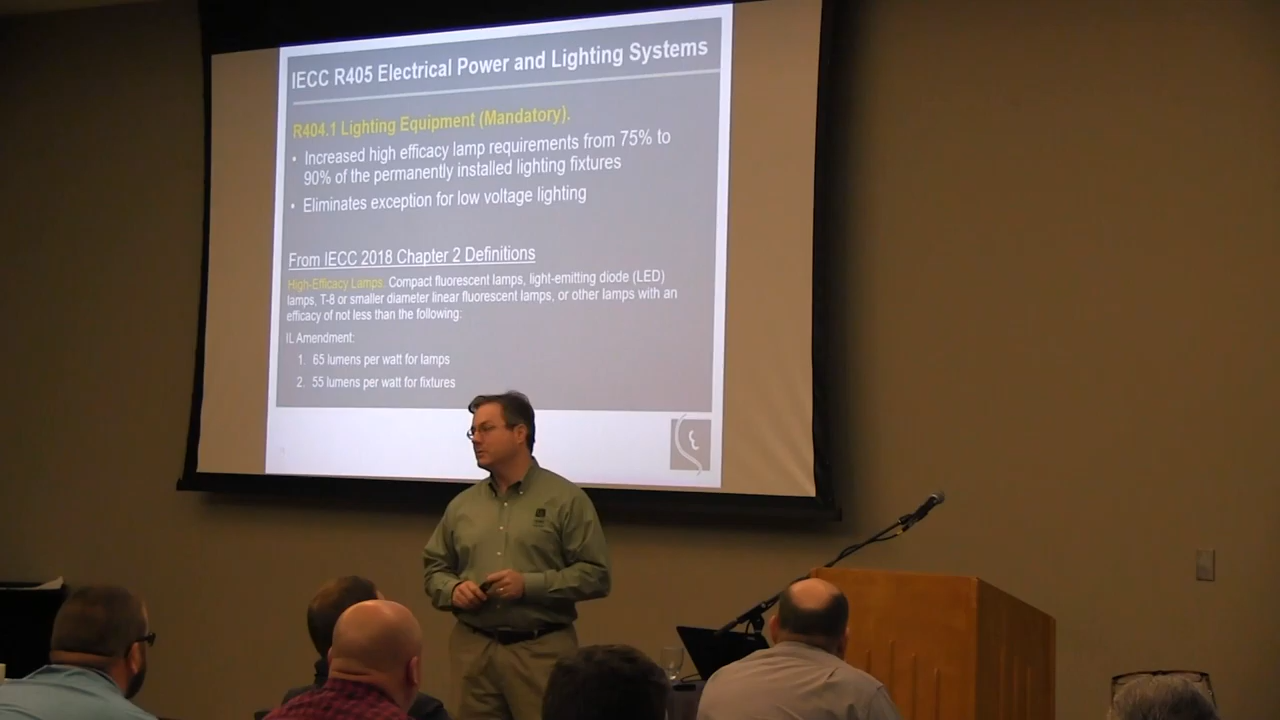 IECC R405 Electrical Power and Lighting Systems
R404.1 Lighting Equipment (Mandatory).
• Increased high efficacy lamp requirements from 75% to
90% of the permanently installed lighting fixtures
• Eliminates exception for low voltage lighting
From IECC 2018 Chapter 2 Definitions
High-Efficacy Lamps. Compact fluorescent lamps, light-emitting diode (LED)
lamps, T-8 or smaller diameter linear fluorescent lamps, or other lamps with an
efficacy of not less than the following:
IL Amendment:
1. 65 lumens per watt for lamps
2. 55 lumens per watt for fixtures